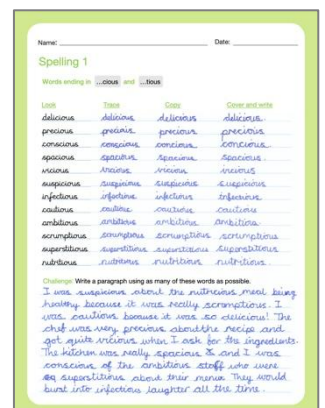 Name: Date:
Spelling 1
Words ending in ...cious and ...tious
Look Trace Copy Cover and write
delicious delicious delicious delicious.
precious precious precious preciois
conscious conscious concious concious.
spacious spacious spacious spacious.
vicious vicious vicious vicious
suspicious suspicious suspicious suspicious
infectious infectious infectious infectious.
cautious cautious cautious cautious
ambitious ambitious ambitious ambitious.
scrumptious scrumptious scrumptious scrumptious
superstitious superstitious superstitious superstitious
nutritious nutritious nutritious nutritious
Challenge: Write a paragraph using as many of these words as possible.
I was suspicious about the nutricious meal being
healthy because it was really scrumptious. I
was cautious because it was so delicious! The
chef was very precious about the recipe and
got quite vicious when I ask for the ingredients.
The kitchen was really spacious and I was
conscious of the ambitious staff who were
superstitious about their menu. They would
burst into infectious laughter all the time.